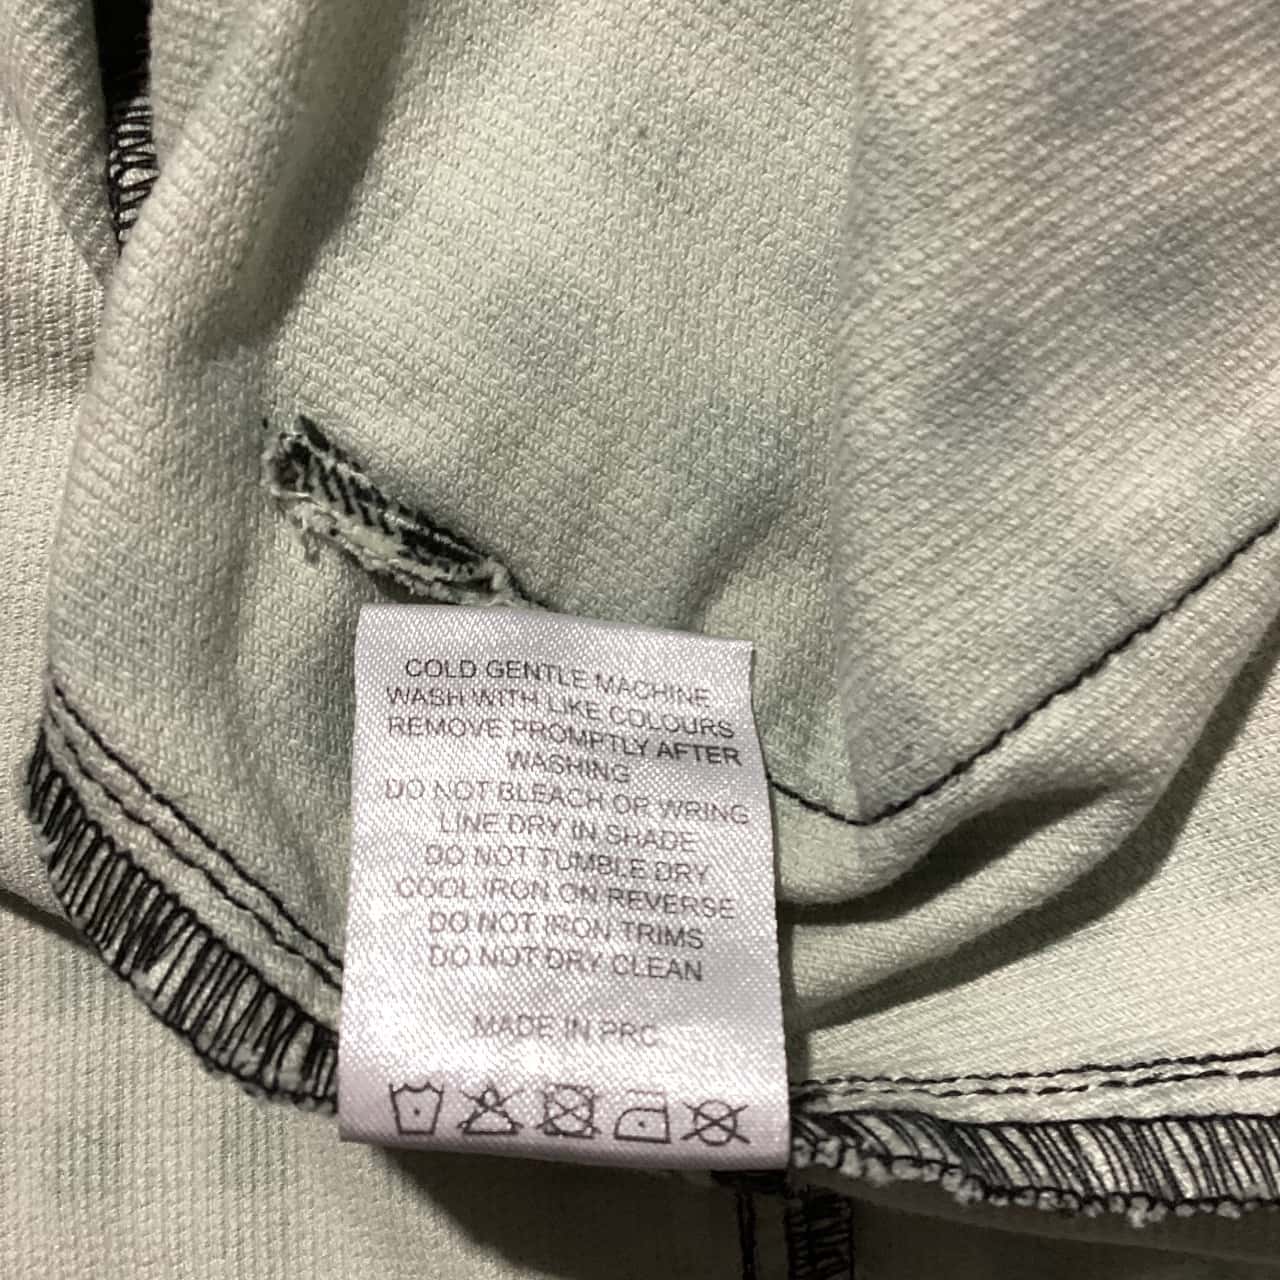 COLD GENTLE MACHINE
WASH WITH LIKE COLOURS
REMOVE PROMPTLY AFTER
WASHING
DO NOT BLEACH OR WRING
LINE DRY IN SHADE
DO NOT TUMBLE DRY
COOL IRON ON REVERSE
DO NOT IRON TRIMS
DO NOT DRY CLEAN
MADE IN PRC